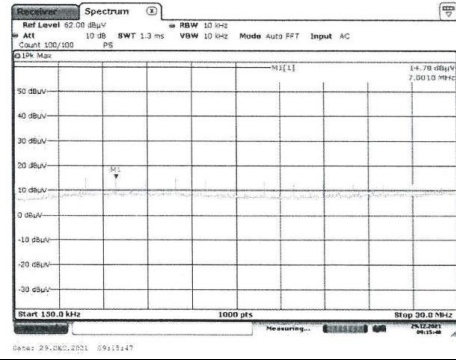 Receiver Spectrum X
Ref Level 62.00 dBµV RBW 10 kHz
Att 10 dB SWT 1.3 ms VBW 10 kHz Mode Auto FFT Input AC
Count 100/100 PS
1Pk Max
M1[1] 14.78 dBµV
7.0010 MHz
50 dBµV
40 dBµV
30 dBµV
20 dBµV
M1
10 dBµV
0 dBµV
-10 dBµV
-20 dBµV
-30 dBµV
Start 150.0 kHz 1000 pts Stop 30.0 MHz
Measuring... 29.12.2021
09:15:46
Date: 29.DEC.2021 09:15:47